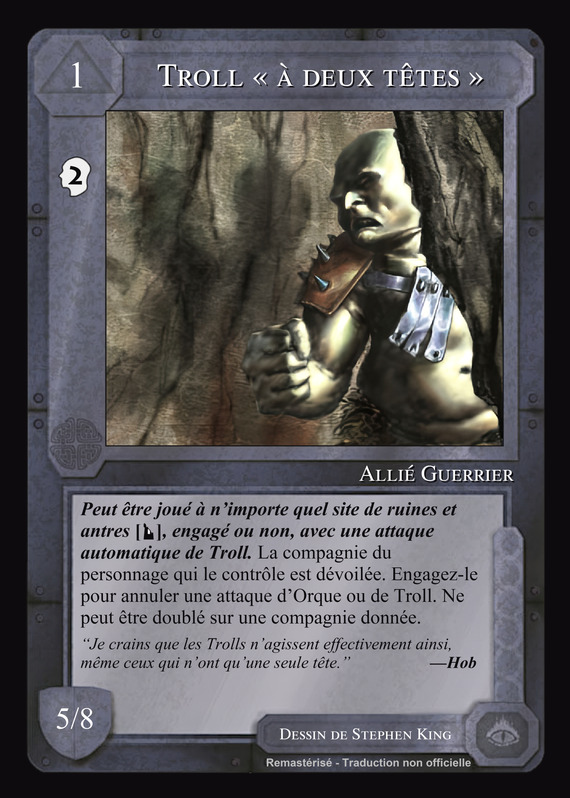 1
TROLL « À DEUX TÊTES »
2
ALLIÉ GUERRIER
Peut être joué à n’importe quel site de ruines et
antres [], engagé ou non, avec une attaque
automatique de Troll. La compagnie du
personnage qui le contrôle est dévoilée. Engagez-le
pour annuler une attaque d’Orque ou de Troll. Ne
peut être doublé sur une compagnie donnée.
“Je crains que les Trolls n’agissent effectivement ainsi,
même ceux qui n’ont qu’une seule tête.” —Hob
5/8
DESSIN DE STEPHEN KING
Remastérisé - Traduction non officielle